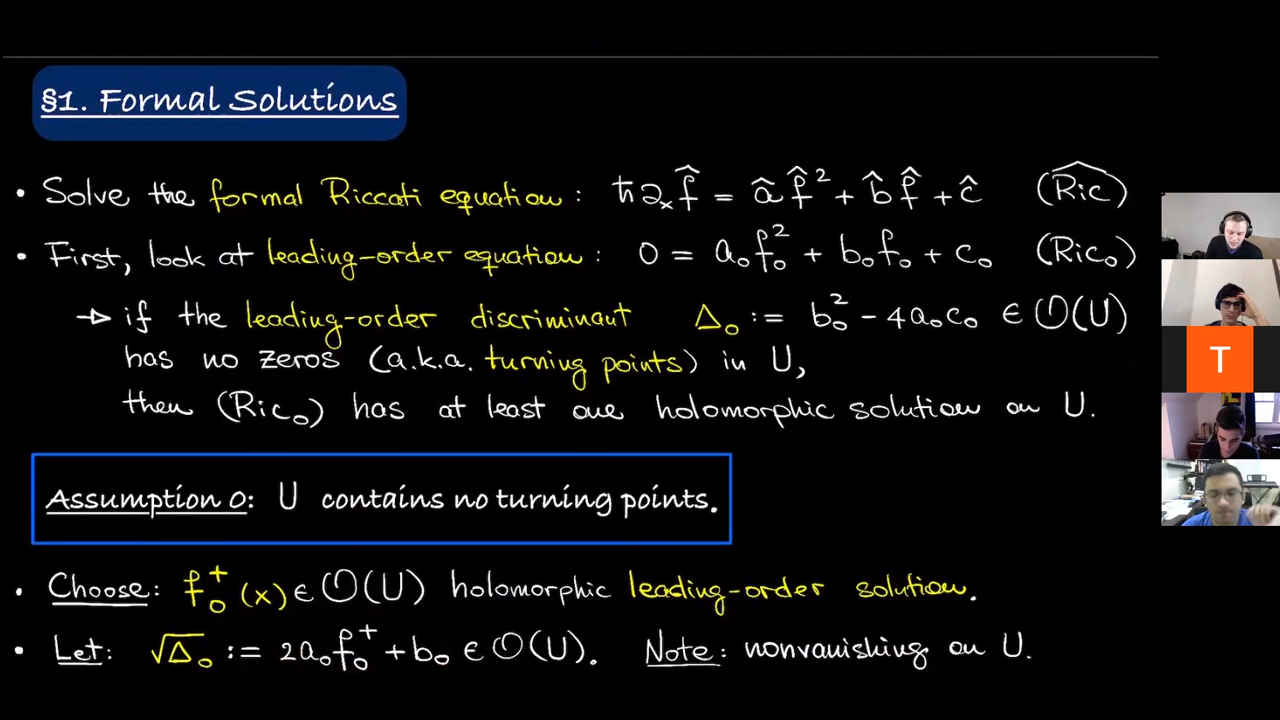 §1. Formal Solutions
• Solve the formal Riccati equation: ħ∂ₓf̂ = âf̂² + b̂f̂ + ĉ (R̂ic)
• First, look at leading-order equation: 0 = a₀f₀² + b₀f₀ + c₀ (Ric₀)
→ if the leading-order discriminant Δ₀ := b₀² - 4a₀c₀ ∈ 𝒪(U)
has no zeros (a.k.a. turning points) in U,
then (Ric₀) has at least one holomorphic solution on U.
Assumption 0: U contains no turning points.
• Choose: f₀⁺(x) ∈ 𝒪(U) holomorphic leading-order solution.
• Let: √Δ₀ := 2a₀f₀⁺ + b₀ ∈ 𝒪(U). Note: nonvanishing on U.
T